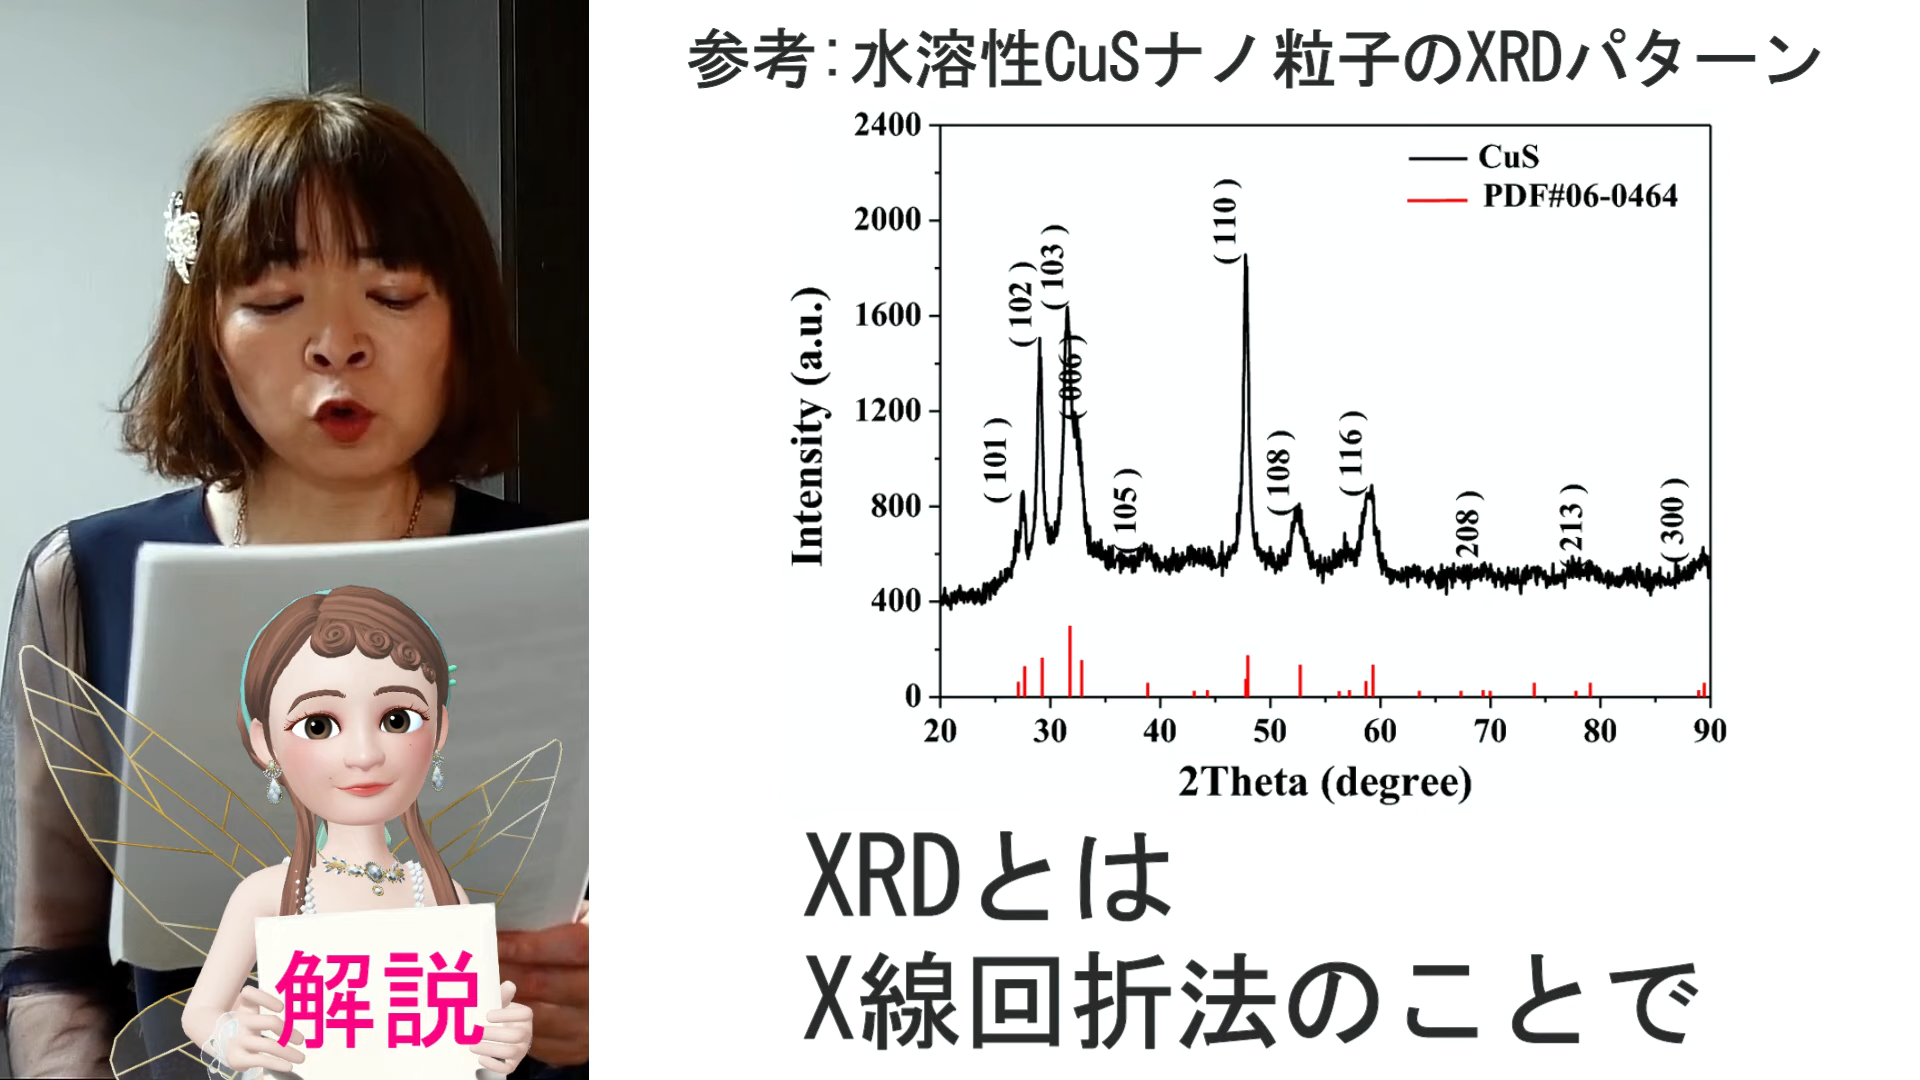 参考:水溶性CuSナノ粒子のXRDパターン
2400
2000
1600
1200
800
400
0
Intensity (a.u.)
CuS
PDF#06-0464
( 101 )
( 102 )
( 103 )
( 006 )
( 105 )
( 110 )
( 108 )
( 116 )
( 208 )
( 213 )
( 300 )
20 30 40 50 60 70 80 90
2Theta (degree)
XRDとは
X線回折法のことで
解説